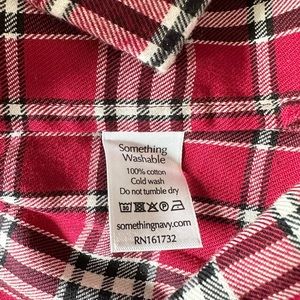 Something
Washable
100% cotton
Cold wash
Do not tumble dry
somethingnavy.com
RN161732